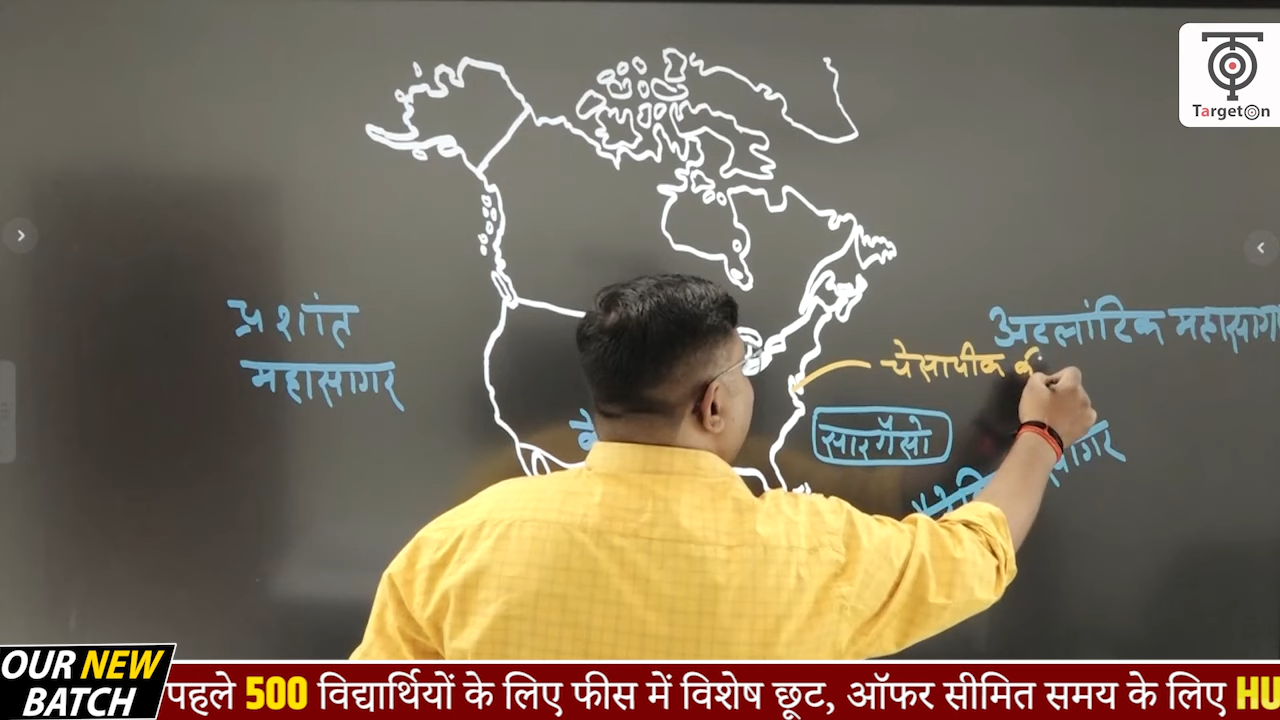 TargetOn
प्रशांत
महासागर
अटलांटिक महासाग
चेसापीक
सारगैसो
सागर
OUR NEW
BATCH
पहले 500 विद्यार्थियों के लिए फीस में विशेष छूट, ऑफर सीमित समय के लिए HU